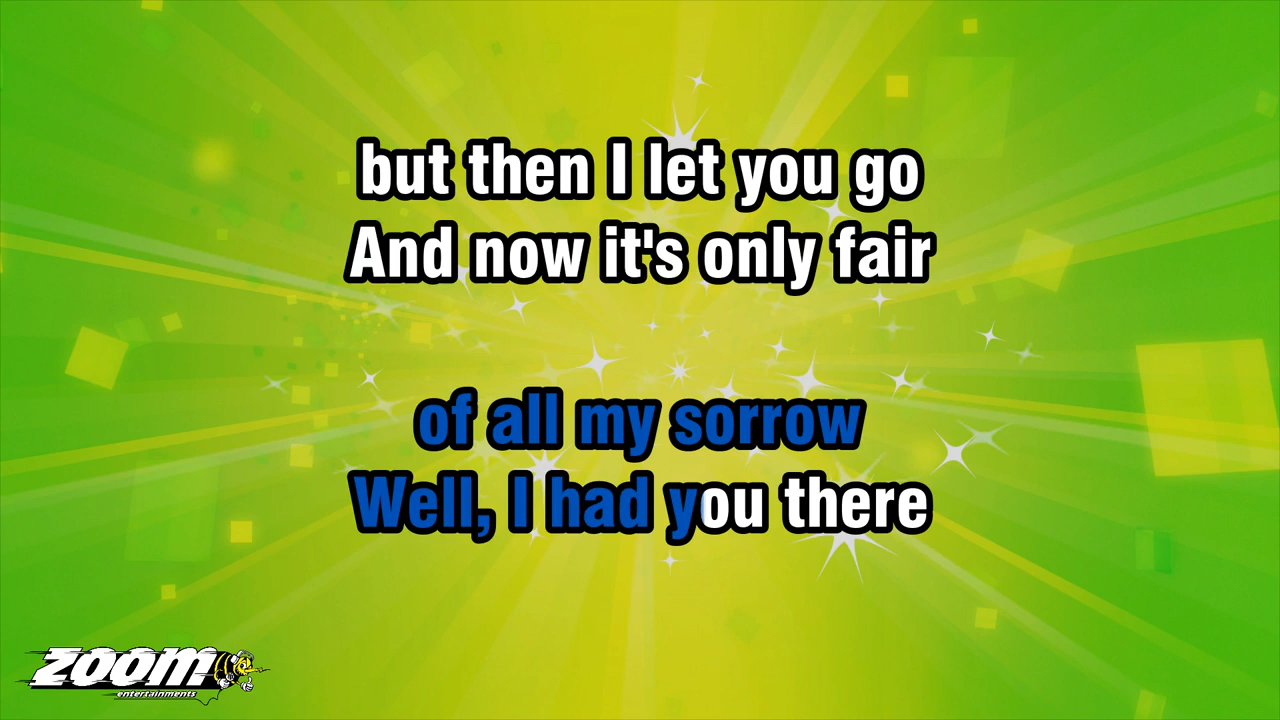 but then I let you go
And now it's only fair
of all my sorrow
Well, I had you there
zoom
entertainments